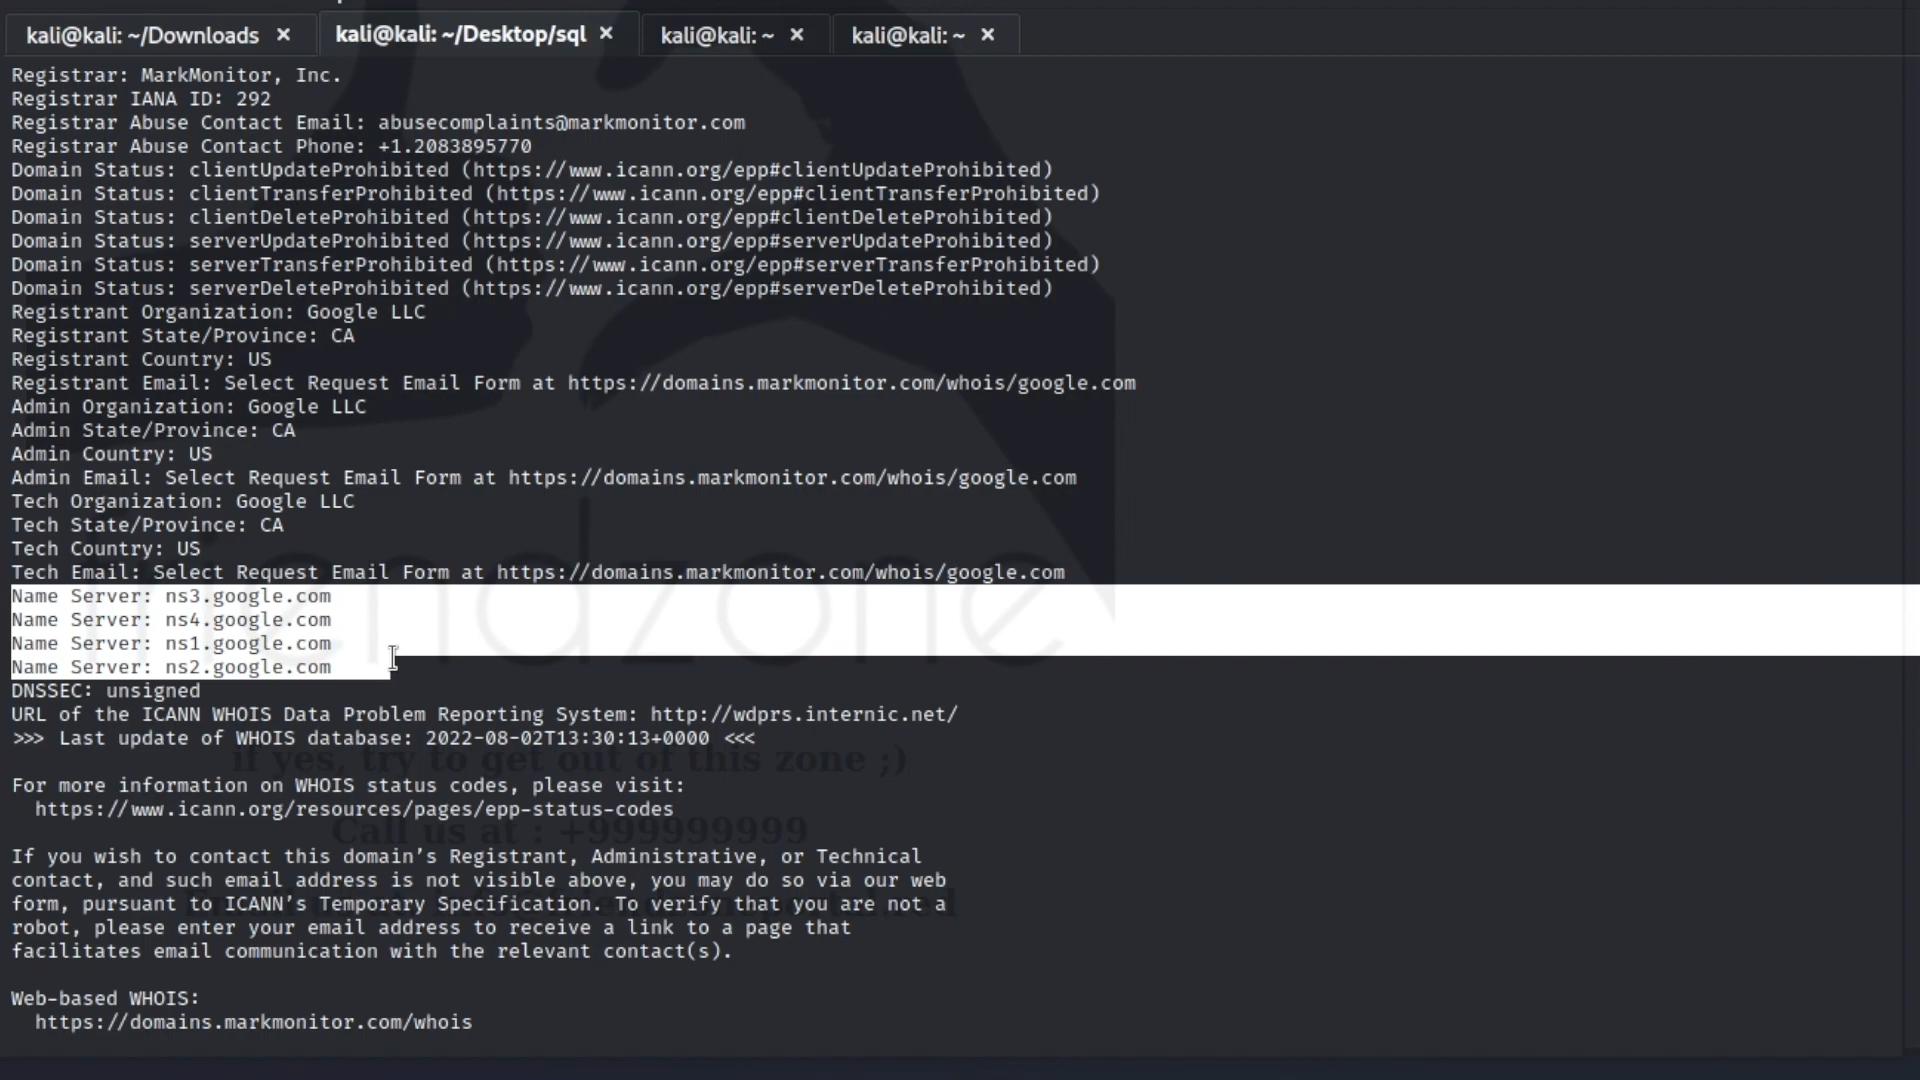 kali@kali: ~/Downloads ×
kali@kali: ~/Desktop/sql ×
kali@kali: ~ ×
kali@kali: ~ ×
Registrar: MarkMonitor, Inc.
Registrar IANA ID: 292
Registrar Abuse Contact Email: abusecomplaints@markmonitor.com
Registrar Abuse Contact Phone: +1.2083895770
Domain Status: clientUpdateProhibited (https://www.icann.org/epp#clientUpdateProhibited)
Domain Status: clientTransferProhibited (https://www.icann.org/epp#clientTransferProhibited)
Domain Status: clientDeleteProhibited (https://www.icann.org/epp#clientDeleteProhibited)
Domain Status: serverUpdateProhibited (https://www.icann.org/epp#serverUpdateProhibited)
Domain Status: serverTransferProhibited (https://www.icann.org/epp#serverTransferProhibited)
Domain Status: serverDeleteProhibited (https://www.icann.org/epp#serverDeleteProhibited)
Registrant Organization: Google LLC
Registrant State/Province: CA
Registrant Country: US
Registrant Email: Select Request Email Form at https://domains.markmonitor.com/whois/google.com
Admin Organization: Google LLC
Admin State/Province: CA
Admin Country: US
Admin Email: Select Request Email Form at https://domains.markmonitor.com/whois/google.com
Tech Organization: Google LLC
Tech State/Province: CA
Tech Country: US
Tech Email: Select Request Email Form at https://domains.markmonitor.com/whois/google.com
Name Server: ns3.google.com
Name Server: ns4.google.com
Name Server: ns1.google.com
Name Server: ns2.google.com
DNSSEC: unsigned
URL of the ICANN WHOIS Data Problem Reporting System: http://wdprs.internic.net/
>>> Last update of WHOIS database: 2022-08-02T13:30:13+0000 <<<
if yes, try to get out of this zone ;)
For more information on WHOIS status codes, please visit:
https://www.icann.org/resources/pages/epp-status-codes
Call us at : +999999999
If you wish to contact this domain's Registrant, Administrative, or Technical
contact, and such email address is not visible above, you may do so via our web
form, pursuant to ICANN's Temporary Specification. To verify that you are not a
robot, please enter your email address to receive a link to a page that
facilitates email communication with the relevant contact(s).
Web-based WHOIS:
https://domains.markmonitor.com/whois